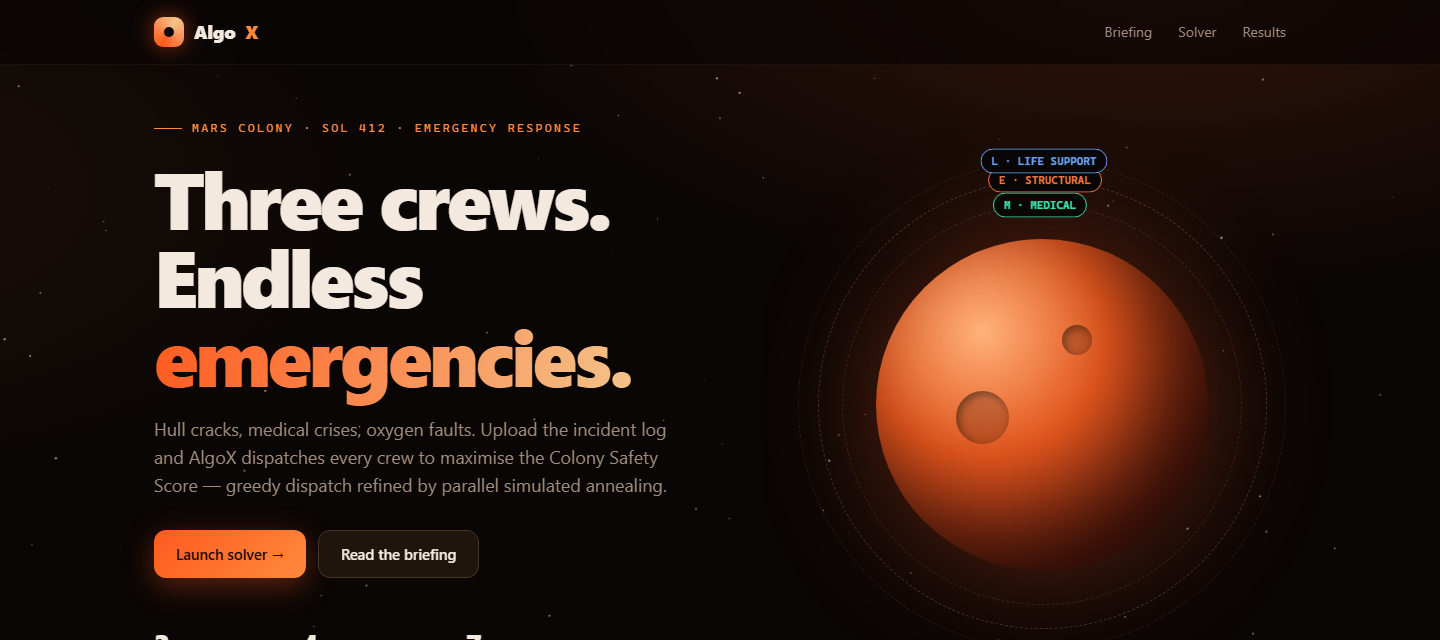 Algo X
Briefing Solver Results
MARS COLONY · SOL 412 · EMERGENCY RESPONSE
Three crews.
Endless
emergencies.
Hull cracks, medical crises, oxygen faults. Upload the incident log
and AlgoX dispatches every crew to maximise the Colony Safety
Score — greedy dispatch refined by parallel simulated annealing.
Launch solver →
Read the briefing
L · LIFE SUPPORT
E · STRUCTURAL
M · MEDICAL